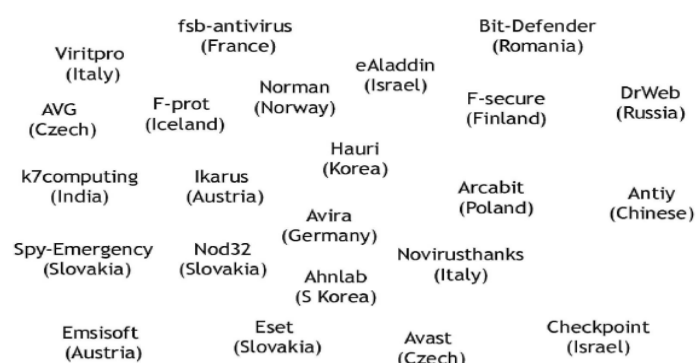 fsb-antivirus
(France)
Bit-Defender
(Romania)
Viritpro
(Italy)
eAladdin
(Israel)
AVG
(Czech)
F-prot
(Iceland)
Norman
(Norway)
F-secure
(Finland)
DrWeb
(Russia)
Hauri
(Korea)
k7computing
(India)
Ikarus
(Austria)
Arcabit
(Poland)
Antiy
(Chinese)
Avira
(Germany)
Spy-Emergency
(Slovakia)
Nod32
(Slovakia)
Novirusthanks
(Italy)
Ahnlab
(S Korea)
Emsisoft
(Austria)
Eset
(Slovakia)
Avast
(Czech)
Checkpoint
(Israel)